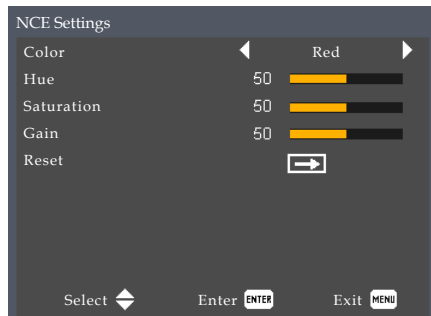 NCE Settings
Color Red
Hue 50
Saturation 50
Gain 50
Reset
Select Enter ENTER Exit MENU